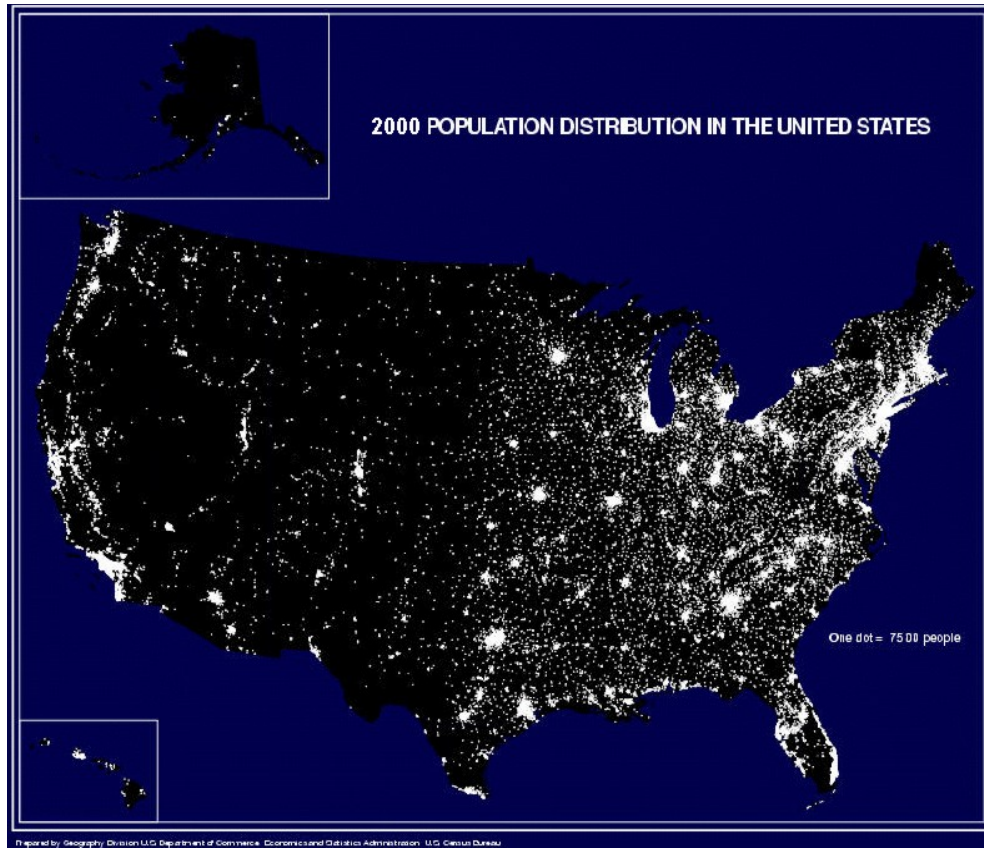 2000 POPULATION DISTRIBUTION IN THE UNITED STATES
One dot = 7500 people
Prepared by Geography Division U.S. Department of Commerce Economics and Statistics Administration U.S. Census Bureau